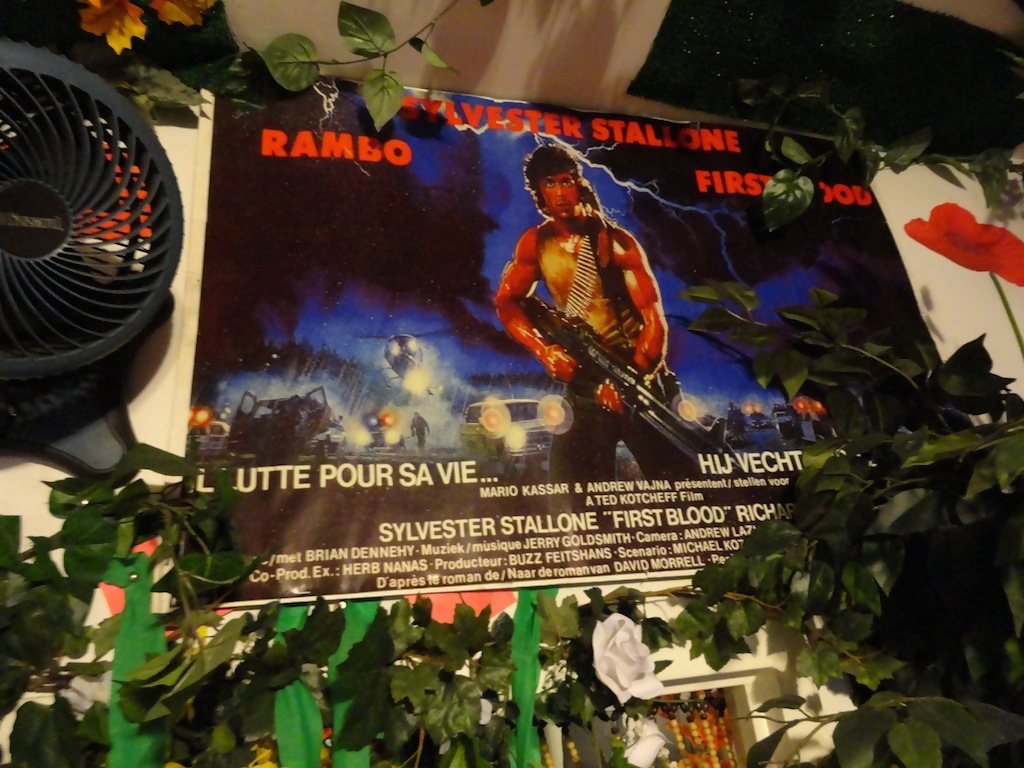 SYLVESTER STALLONE
RAMBO
FIRST
LUTTE POUR SA VIE...
HIJ VECHT
MARIO KASSAR & ANDREW VAJNA présentent/stellen voor
A TED KOTCHEFF Film
SYLVESTER STALLONE "FIRST BLOOD"
/met BRIAN DENNEHY · Muziek/musique JERRY GOLDSMITH · Camera: ANDREW
Co-Prod. Ex.: HERB NANAS · Producteur: BUZZ FEITSHANS · Scenario: MICHAEL
D'après le roman de/Naar de roman van DAVID MORRELL